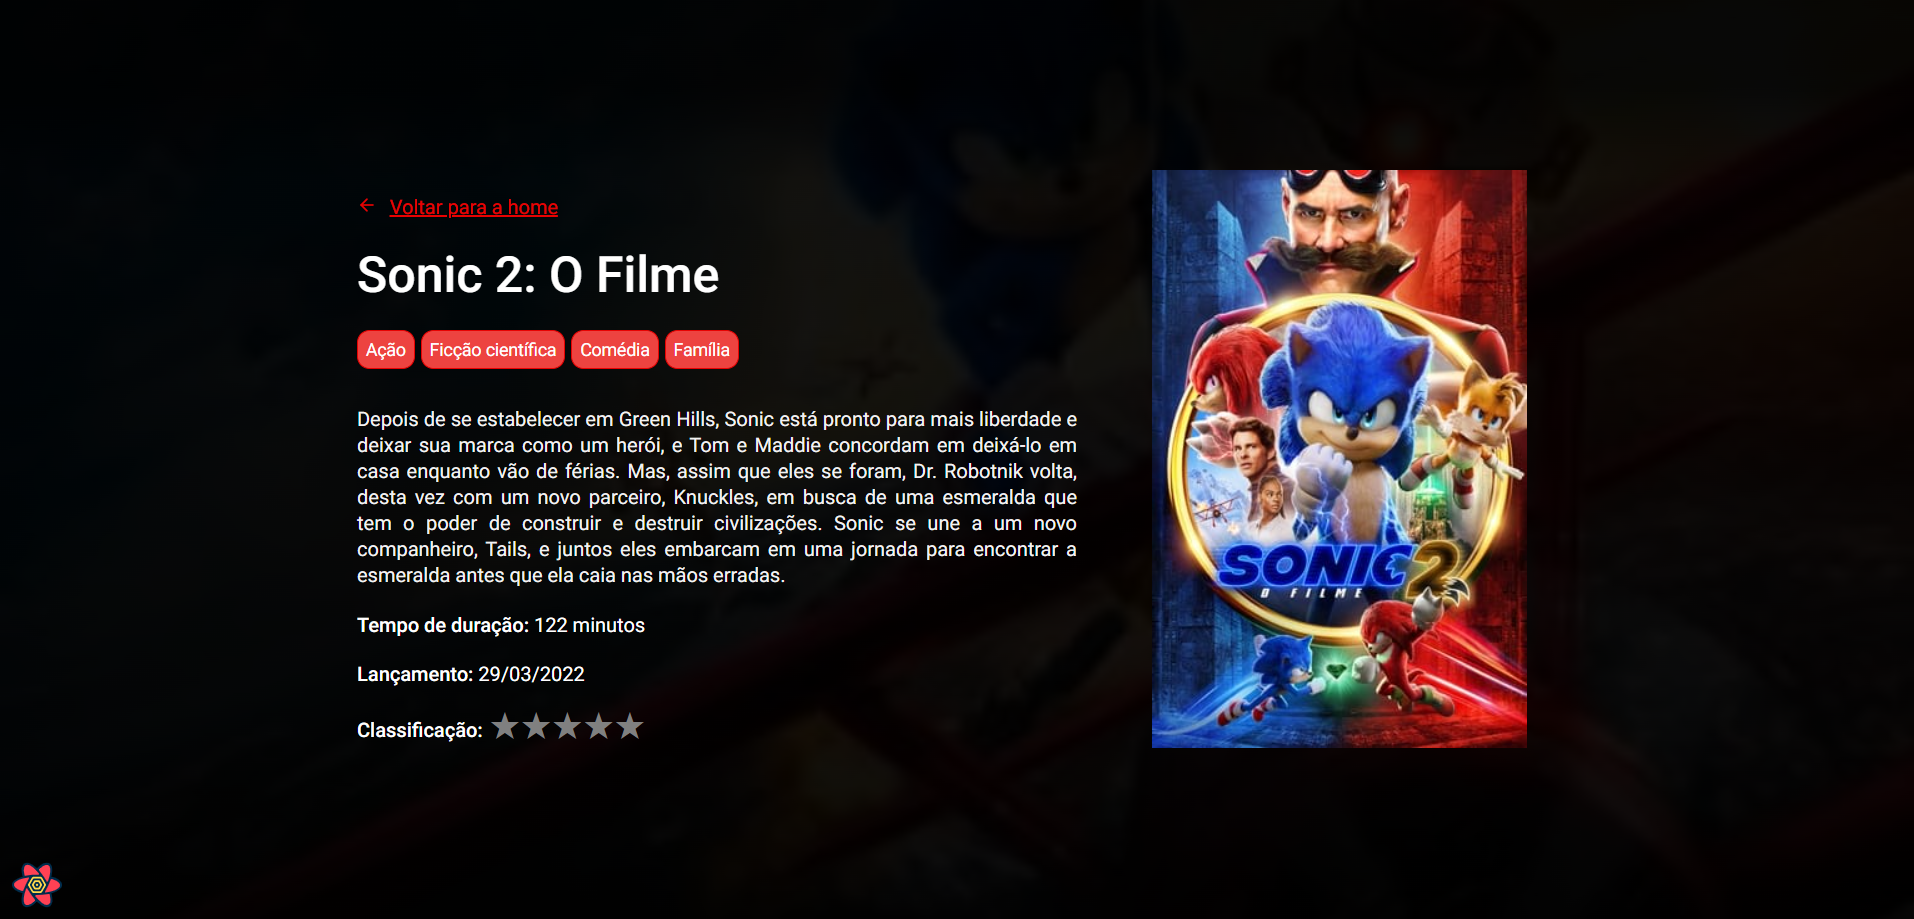 Voltar para a home
Sonic 2: O Filme
Ação Ficção científica Comédia Família
Depois de se estabelecer em Green Hills, Sonic está pronto para mais liberdade e
deixar sua marca como um herói, e Tom e Maddie concordam em deixá-lo em
casa enquanto vão de férias. Mas, assim que eles se foram, Dr. Robotnik volta,
desta vez com um novo parceiro, Knuckles, em busca de uma esmeralda que
tem o poder de construir e destruir civilizações. Sonic se une a um novo
companheiro, Tails, e juntos eles embarcam em uma jornada para encontrar a
esmeralda antes que ela caia nas mãos erradas.
Tempo de duração: 122 minutos
Lançamento: 29/03/2022
Classificação:
SONIC 2
O FILME